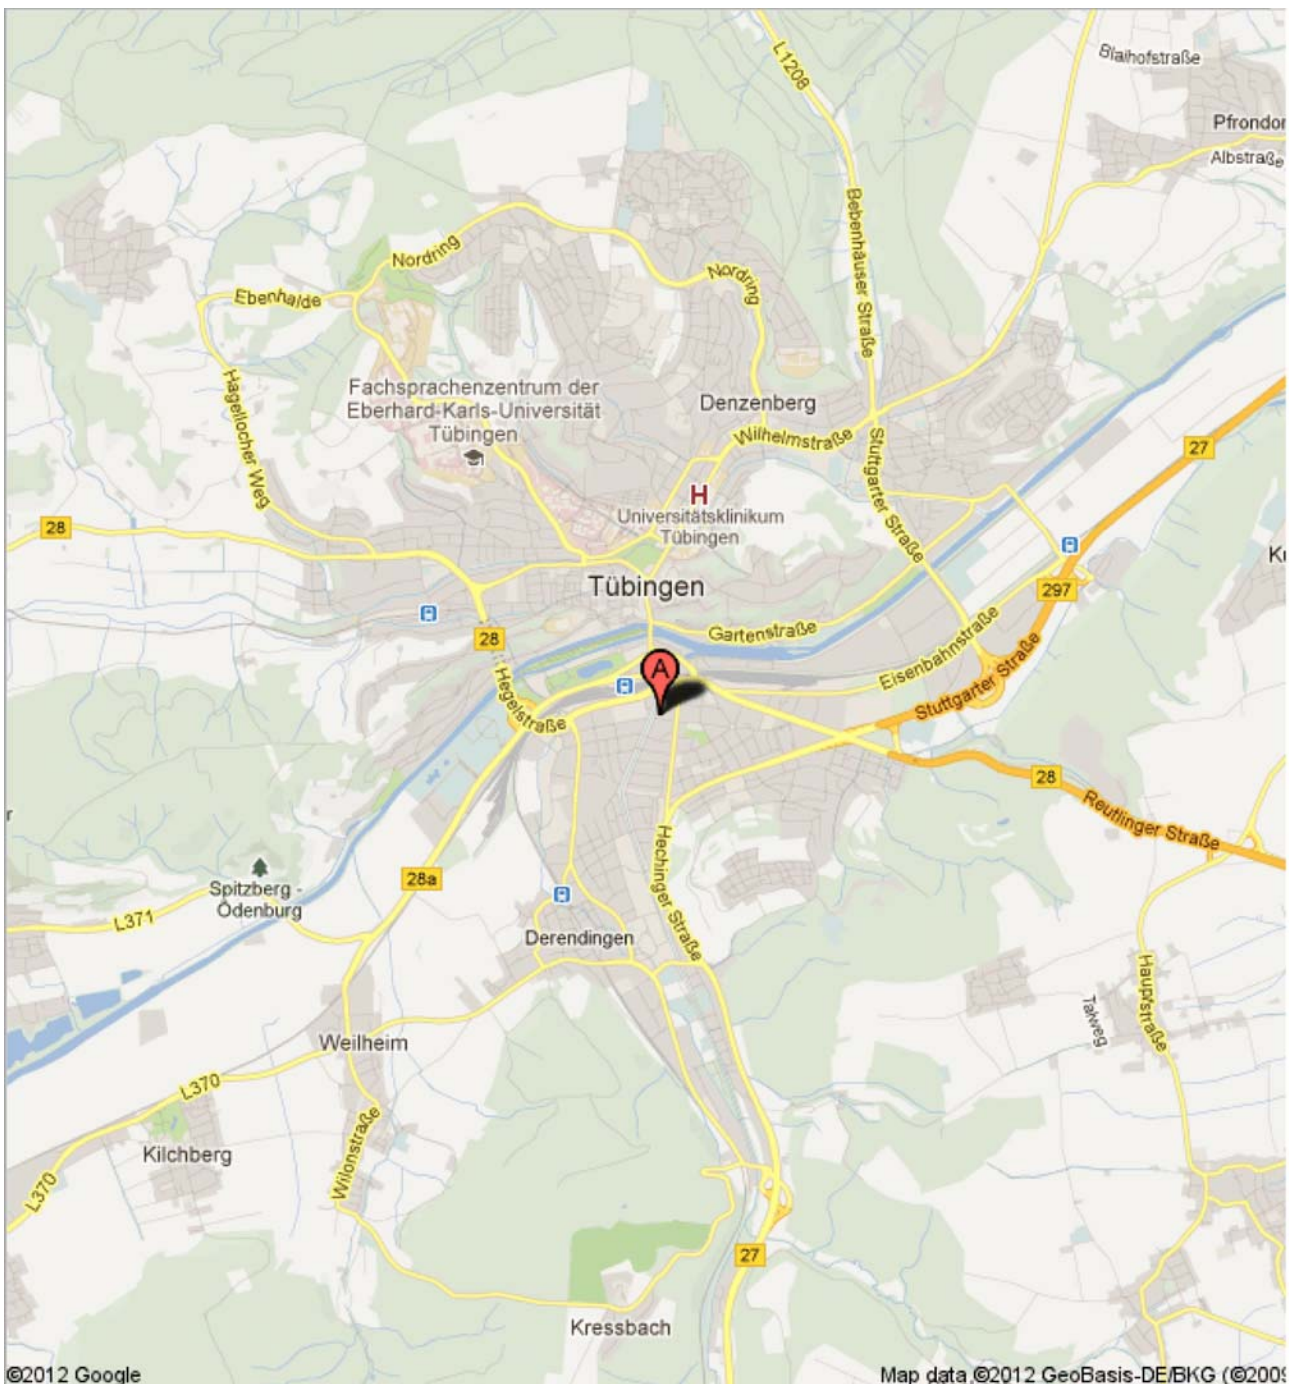 L1208
Blaihofstraße
Pfrondor
Albstraße
Bebenhäuser Straße
Nordring
Nordring
Ebenhalde
Hagellocher Weg
Fachsprachenzentrum der
Eberhard-Karls-Universität
Tübingen
Denzenberg
Wilhelmstraße
Stuttgarter Straße
27
H
Universitätsklinikum
Tübingen
28
Kı
Tübingen
297
28
Gartenstraße
Eisenbahnstraße
A
Hegelstraße
Stuttgarter Straße
28
Reutlinger Straße
r
Hechinger Straße
28a
Spitzberg -
Ödenburg
L371
Derendingen
Hauptstraße
Talweg
Weilheim
L370
Wilonstraße
Kilchberg
L370
27
Kressbach
©2012 Google
Map data ©2012 GeoBasis-DE/BKG (©2009